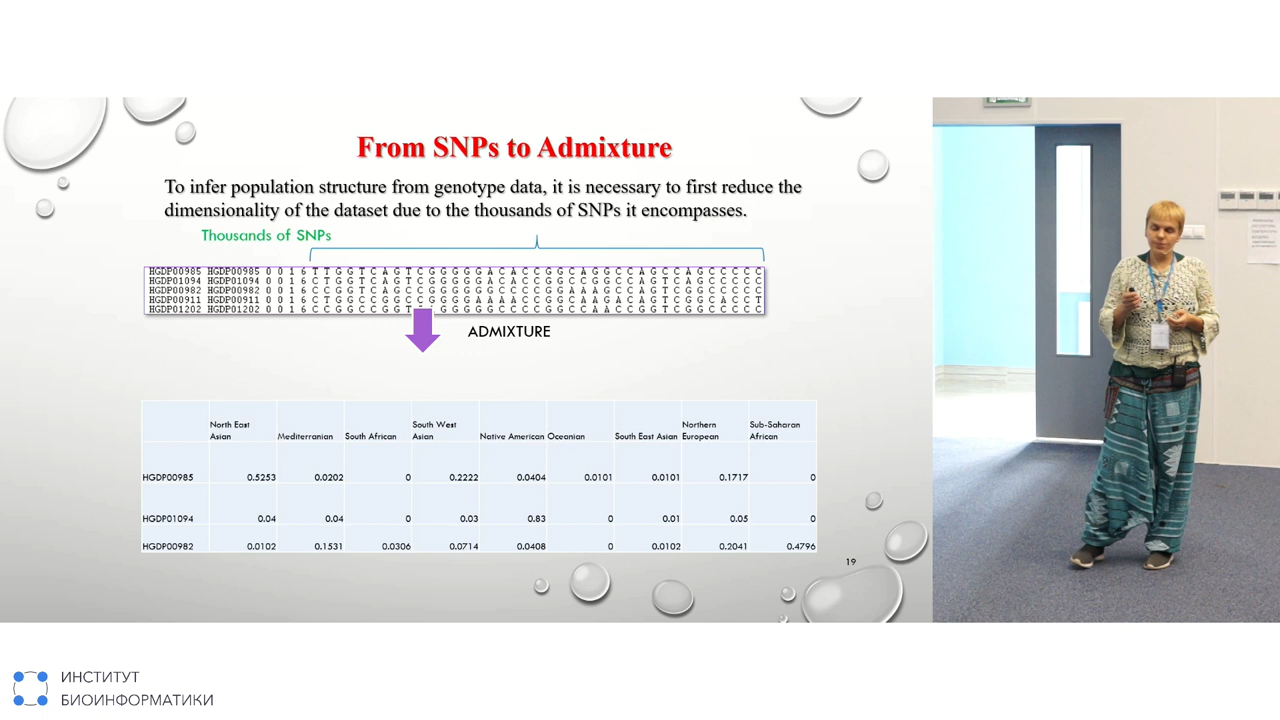 From SNPs to Admixture
To infer population structure from genotype data, it is necessary to first reduce the
dimensionality of the dataset due to the thousands of SNPs it encompasses.
Thousands of SNPs
HGDP00985 HGDP00985 0 0 1 6 T T G G T C A G T C G G G G G A C A C C G G C A G G C C A G C C A G C C C C C
HGDP01094 HGDP01094 0 0 1 6 C T G G T C A G T C G G G G G A C A C C G G C C G G C C A G T C A G C C C C C
HGDP00982 HGDP00982 0 0 1 6 C C G G T C A G C C G G G G G A C A C C G G C A A G C C A G T C G G C C C C C
HGDP00911 HGDP00911 0 0 1 6 C T G G C C G G C C G G G G A A A A C C G G C A A G A C A G T C G G C A C C T
HGDP01202 HGDP01202 0 0 1 6 C C G G C C G G T G G G G G C C C C G G C A A C C G G T C G G C C C C C
ADMIXTURE
North East Asian Mediterranian South African South West Asian Native American Oceanian South East Asian Northern European Sub-Saharan African
HGDP00985 0.5253 0.0202 0 0.2222 0.0404 0.0101 0.0101 0.1717 0
HGDP01094 0.04 0.04 0 0.03 0.83 0 0.01 0.05 0
HGDP00982 0.0102 0.1531 0.0306 0.0714 0.0408 0 0.0102 0.2041 0.4796
19
ИНСТИТУТ
БИОИНФОРМАТИКИ